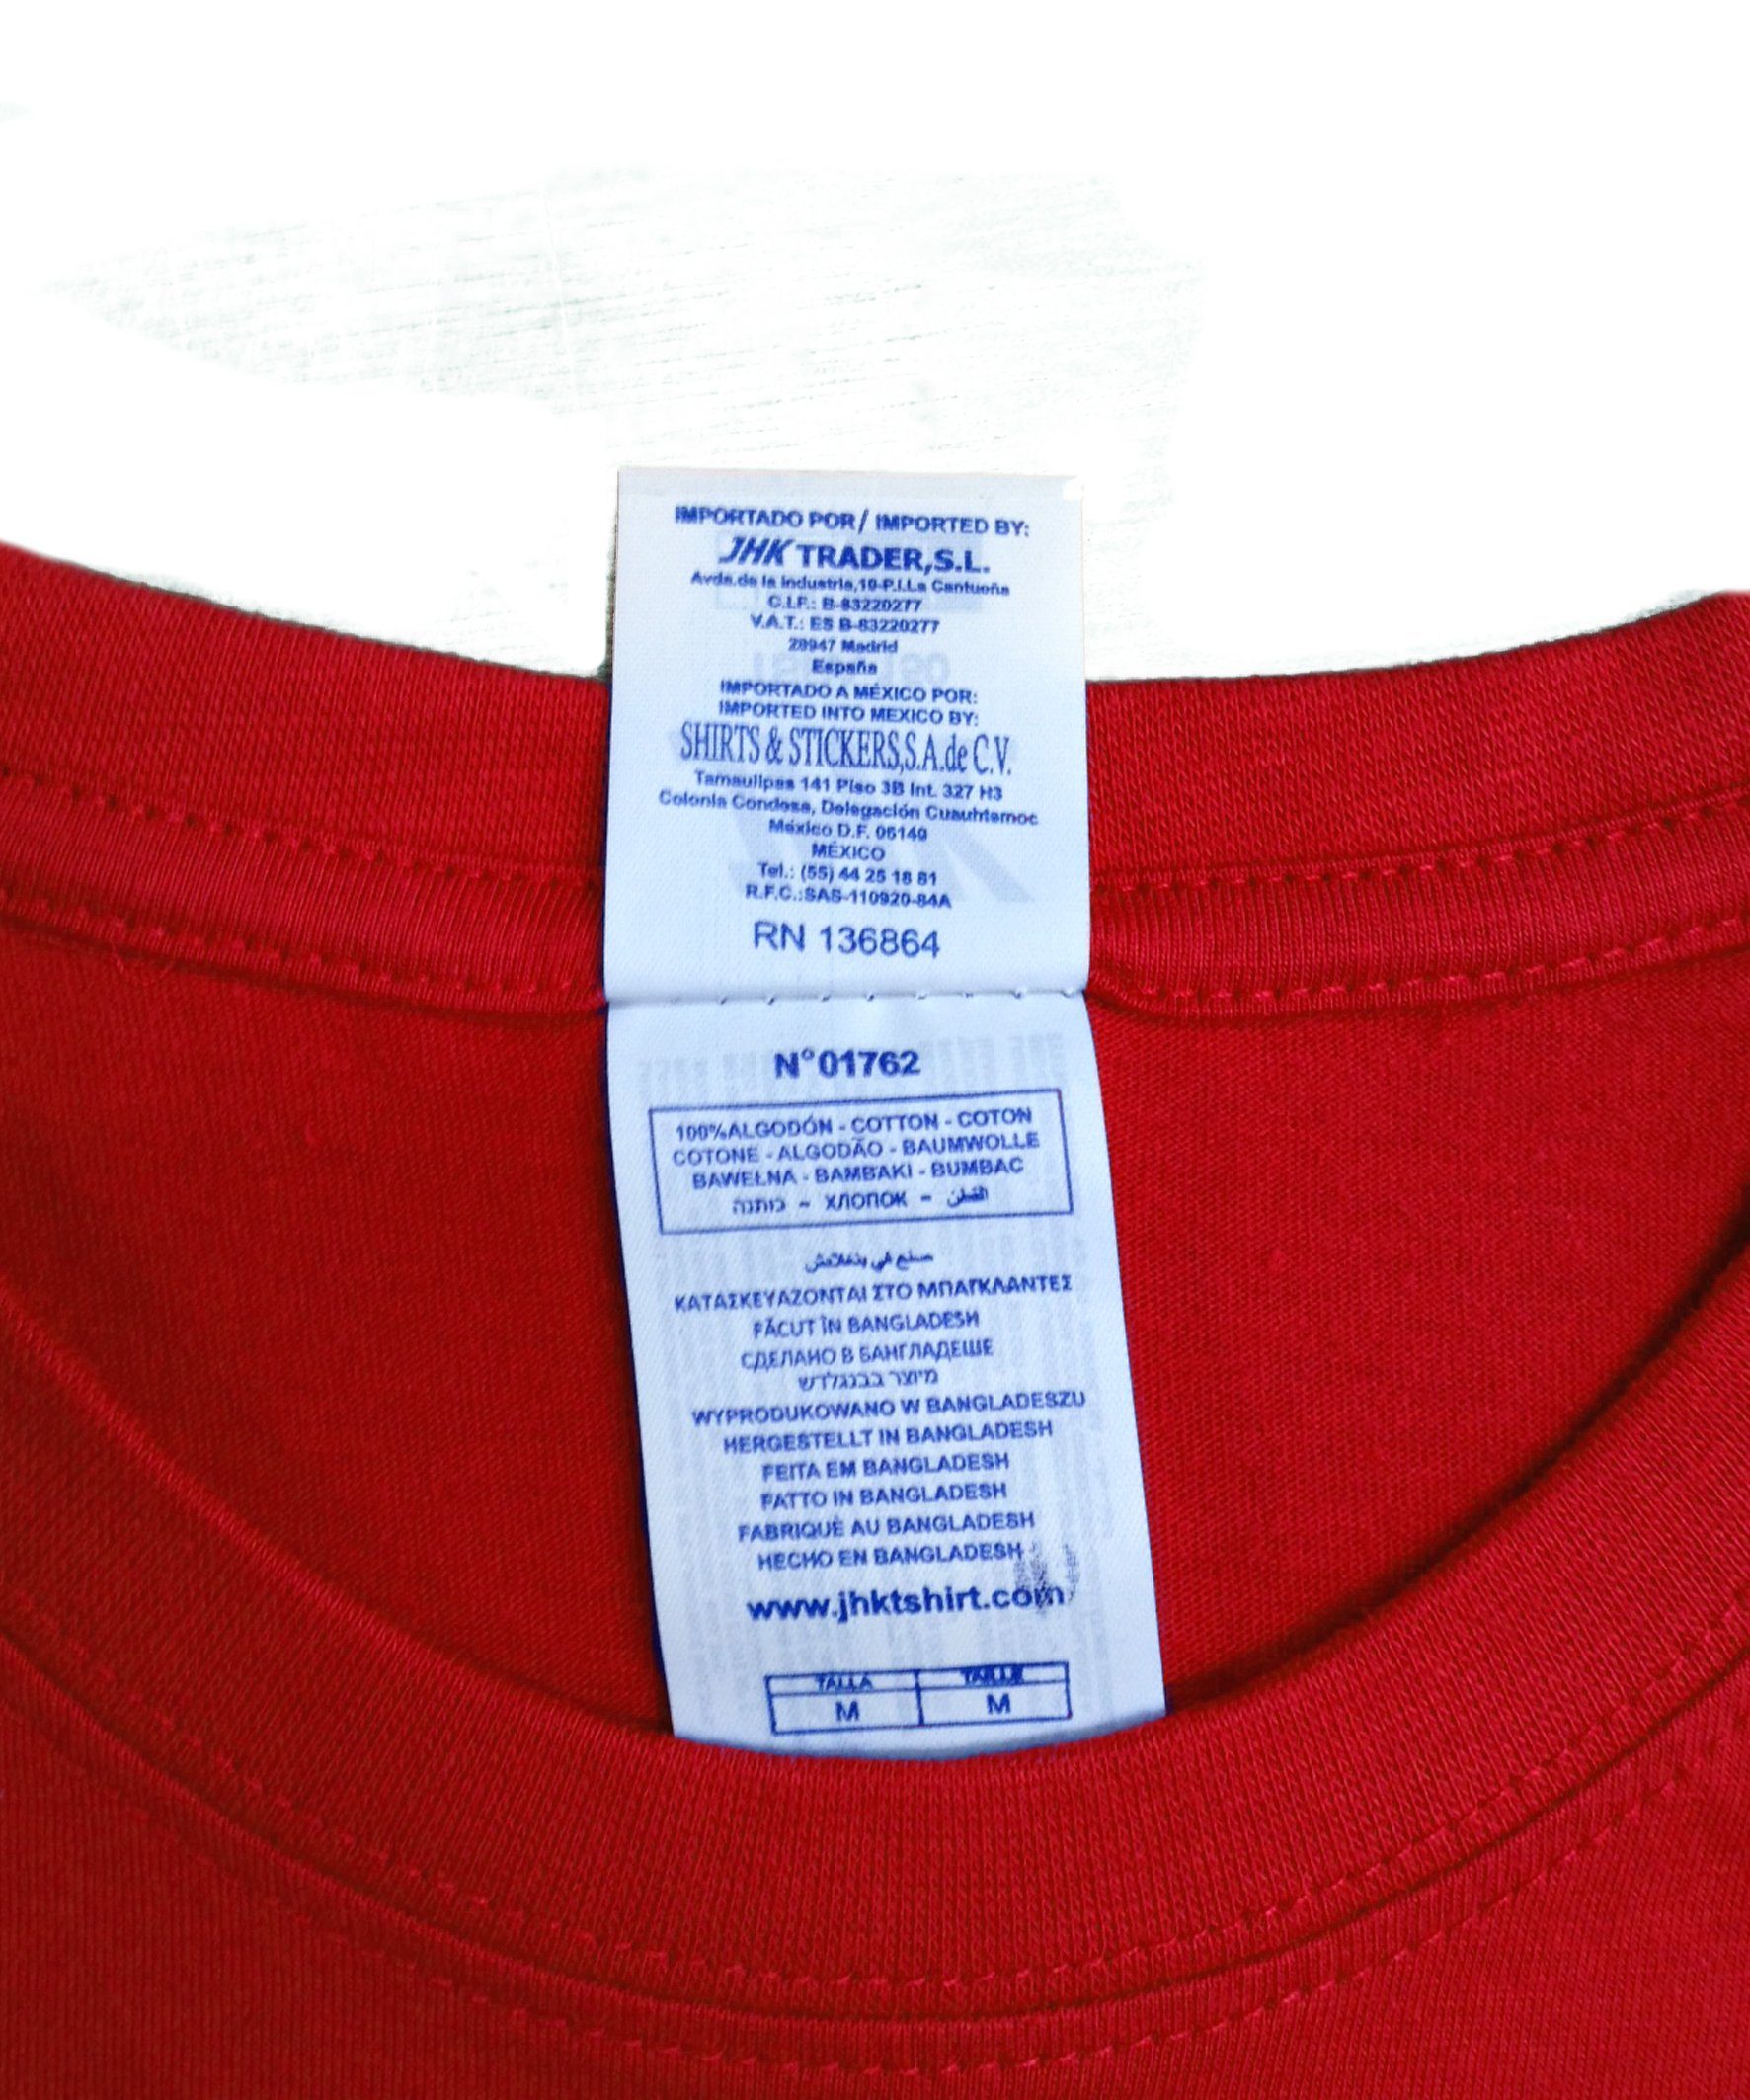 IMPORTADO POR / IMPORTED BY:
JHK TRADER,S.L.
Avda.de la Industria,10-P.I.La Cantueña
C.I.F.: B-83220277
V.A.T.: ES B-83220277
28947 Madrid
España
IMPORTADO A MÉXICO POR:
IMPORTED INTO MEXICO BY:
SHIRTS & STICKERS,S.A.de C.V.
Tamaulipas 141 Piso 3B Int. 327 H3
Colonia Condesa, Delegación Cuauhtemoc
México D.F. 06140
MÉXICO
Tel.: (55) 44 25 18 81
R.F.C.:SAS-110920-84A
RN 136864
N°01762
100%ALGODÓN - COTTON - COTON
COTONE - ALGODÃO - BAUMWOLLE
BAWEŁNA - BAMBAKI - BUMBAC
כותנה - ХЛОПОК - القطن
صنع في بنغلادش
ΚΑΤΑΣΚΕΥΑΖΟΝΤΑΙ ΣΤΟ ΜΠΑΓΚΛΑΝΤΕΣ
FĂCUT ÎN BANGLADESH
СДЕЛАНО В БАНГЛАДЕШЕ
מיוצר בבנגלדש
WYPRODUKOWANO W BANGLADESZU
HERGESTELLT IN BANGLADESH
FEITA EM BANGLADESH
FATTO IN BANGLADESH
FABRIQUÈ AU BANGLADESH
HECHO EN BANGLADESH
www.jhktshirt.com
TALLA TAILLE
M M